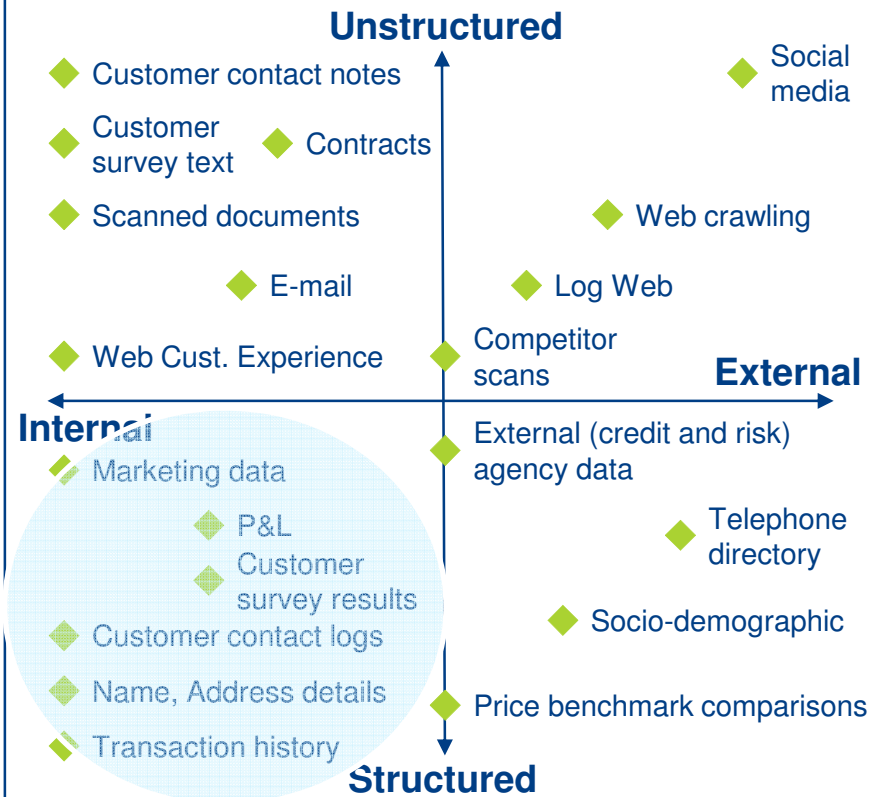 Unstructured
Customer contact notes
Social
media
Customer
survey text
Contracts
Scanned documents
Web crawling
E-mail
Log Web
Web Cust. Experience
Competitor
scans
External
Internal
External (credit and risk)
agency data
Marketing data
P&L
Telephone
directory
Customer
survey results
Customer contact logs
Socio-demographic
Name, Address details
Price benchmark comparisons
Transaction history
Structured